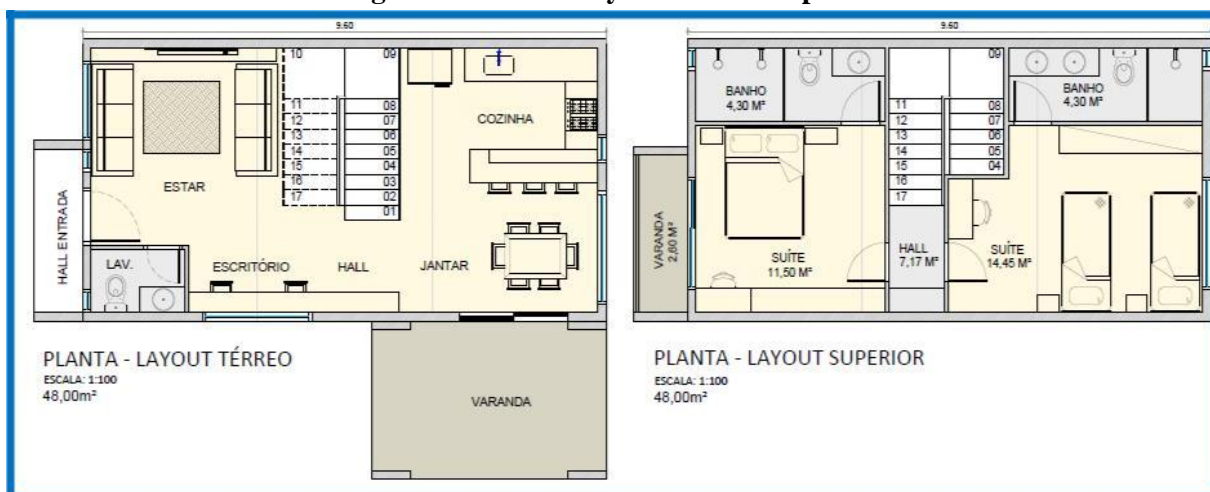 9.60
10 09
11 08
12 07
13 06
14 05
15 04
16 03
17 02
01
COZINHA
ESTAR
HALL ENTRADA
LAV.
ESCRITÓRIO HALL JANTAR
VARANDA
PLANTA - LAYOUT TÉRREO
ESCALA: 1:100
48,00m²
9.60
09
BANHO
4,30 M²
BANHO
4,30 M²
11 08
12 07
13 06
14 05
15 04
16
17
VARANDA
2,60 M²
SUÍTE
11,50 M²
HALL
7,17 M²
SUÍTE
14,45 M²
PLANTA - LAYOUT SUPERIOR
ESCALA: 1:100
48,00m²